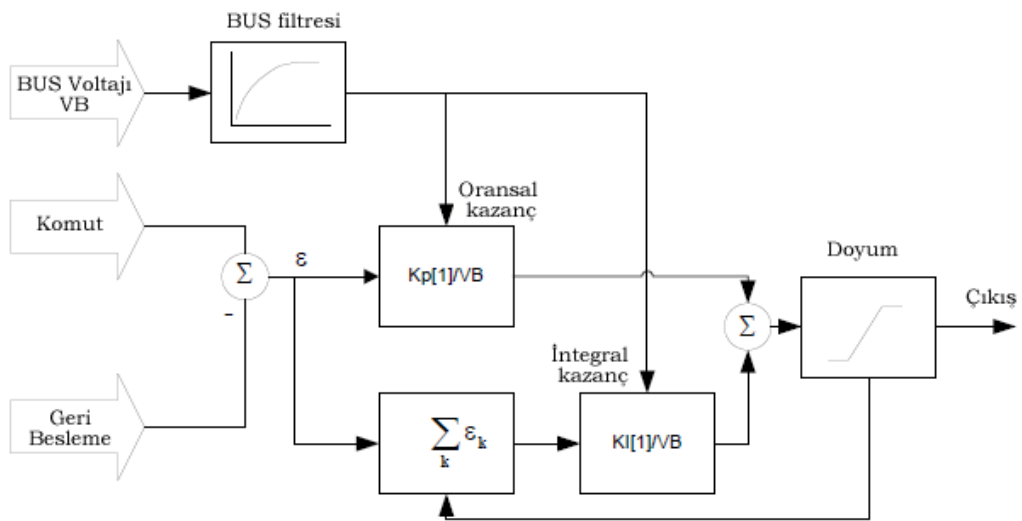 BUS filtresi
BUS Voltajı
VB
Oransal
kazanç
Komut
Σ
ε
-
Kp[1]/VB
Doyum
Σ
Çıkış
İntegral
kazanç
Geri
Besleme
∑ εk
k
KI[1]/VB